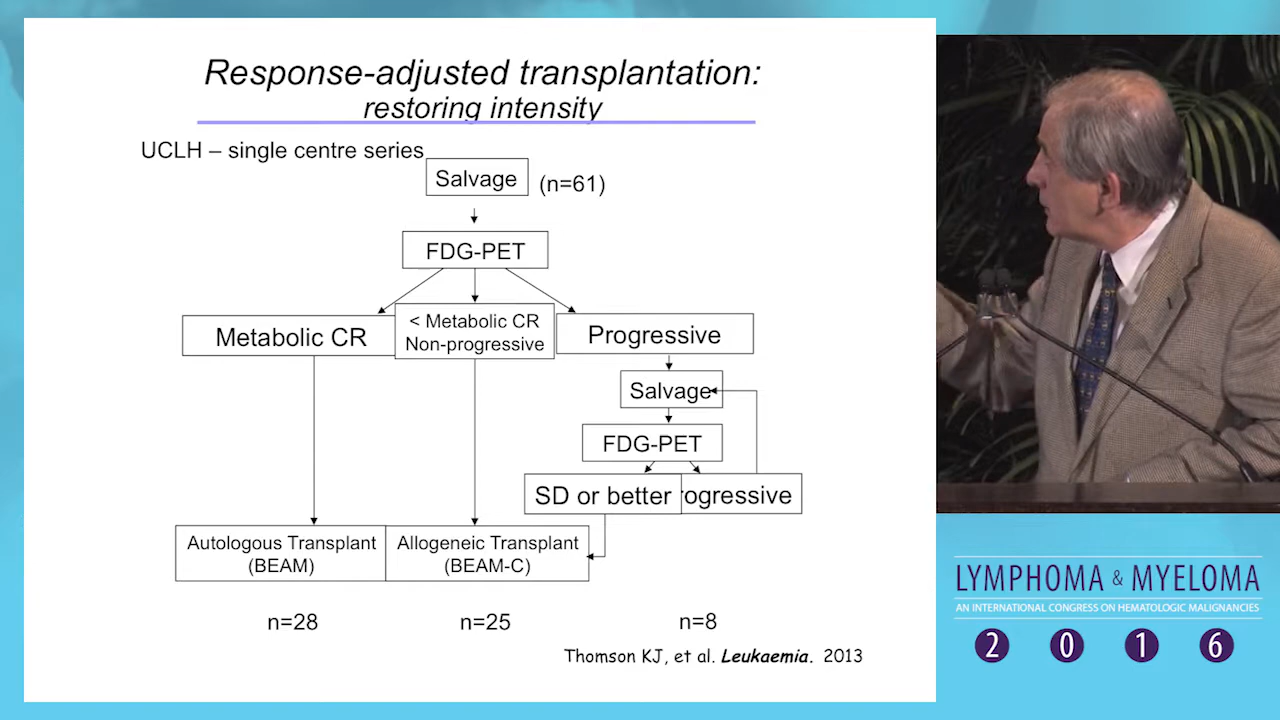 Response-adjusted transplantation:
restoring intensity
UCLH – single centre series
Salvage
(n=61)
FDG-PET
Metabolic CR
< Metabolic CR
Non-progressive
Progressive
Salvage
FDG-PET
SD or better
rogressive
Autologous Transplant
(BEAM)
Allogeneic Transplant
(BEAM-C)
n=28
n=25
n=8
Thomson KJ, et al. Leukaemia. 2013
LYMPHOMA & MYELOMA
AN INTERNATIONAL CONGRESS ON HEMATOLOGIC MALIGNANCIES
2 0 1 6